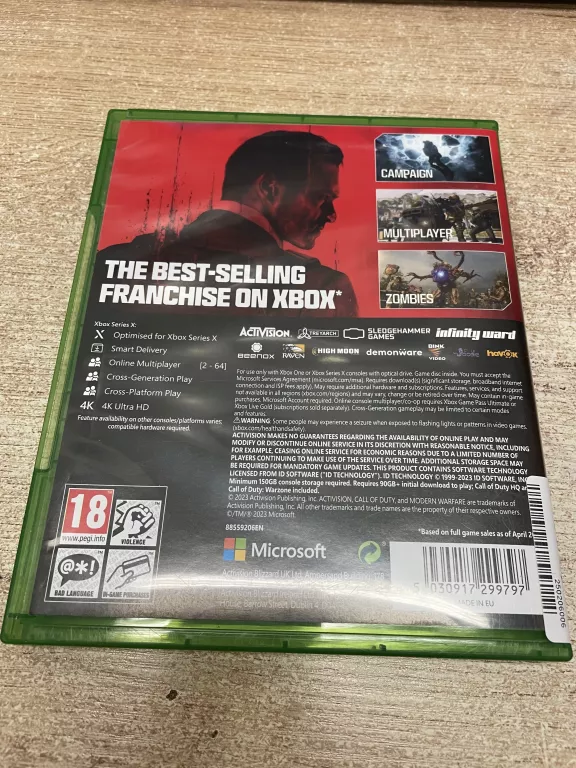 CAMPAIGN
MULTIPLAYER
ZOMBIES
THE BEST-SELLING
FRANCHISE ON XBOX*
Xbox Series X:
X Optimised for Xbox Series X
Smart Delivery
Online Multiplayer [2 - 64]
Cross-Generation Play
Cross-Platform Play
4K 4K Ultra HD
Feature availability on other consoles/platforms varies;
compatible hardware required.
ACTIVISION TREYARCH SLEDGEHAMMER GAMES infinity ward
BEENOX RAVEN HIGH MOON demonware BINK VIDEO havok
For use only with Xbox One or Xbox Series X consoles with optical drive. Game disc inside. You must accept the
Microsoft Services Agreement (microsoft.com/msa). Requires download(s) (significant storage, broadband internet
connection and ISP fees apply). May require additional hardware and subscriptions. Features, services, and support
not available in all regions (xbox.com/regions) and may vary, change or be retired over time. May contain in-game
purchases. Microsoft Account required. Online console multiplayer/co-op requires Xbox Game Pass Ultimate or
Xbox Live Gold (subscriptions sold separately). Cross-Generation gameplay may be limited to certain modes
and features.
WARNING: Some people may experience a seizure when exposed to flashing lights or patterns in video games.
(xbox.com/healthandsafety).
ACTIVISION MAKES NO GUARANTEES REGARDING THE AVAILABILITY OF ONLINE PLAY AND MAY
MODIFY OR DISCONTINUE ONLINE SERVICE IN ITS DISCRETION WITH REASONABLE NOTICE, INCLUDING
FOR EXAMPLE, CEASING ONLINE SERVICE FOR ECONOMIC REASONS DUE TO A LIMITED NUMBER OF
PLAYERS CONTINUING TO MAKE USE OF THE SERVICE OVER TIME. ADDITIONAL STORAGE SPACE MAY
BE REQUIRED FOR MANDATORY GAME UPDATES. THIS PRODUCT CONTAINS SOFTWARE TECHNOLOGY
LICENSED FROM ID SOFTWARE ("ID TECHNOLOGY"). ID TECHNOLOGY © 1999-2023 ID SOFTWARE, INC.
Minimum 150GB console storage required. Requires 90GB+ initial download to play; Call of Duty HQ and
Call of Duty: Warzone included.
© 2023 Activision Publishing, Inc. ACTIVISION, CALL OF DUTY, and MODERN WARFARE are trademarks of
Activision Publishing, Inc. All other trademarks and trade names are the property of their respective owners.
©/TM/® 2023 Microsoft.
88559206EN
*Based on full game sales as of April
18
www.pegi.info
VIOLENCE
@*!
BAD LANGUAGE
IN-GAME PURCHASES
Microsoft
5 030917 299797
MADE IN EU
2502706006